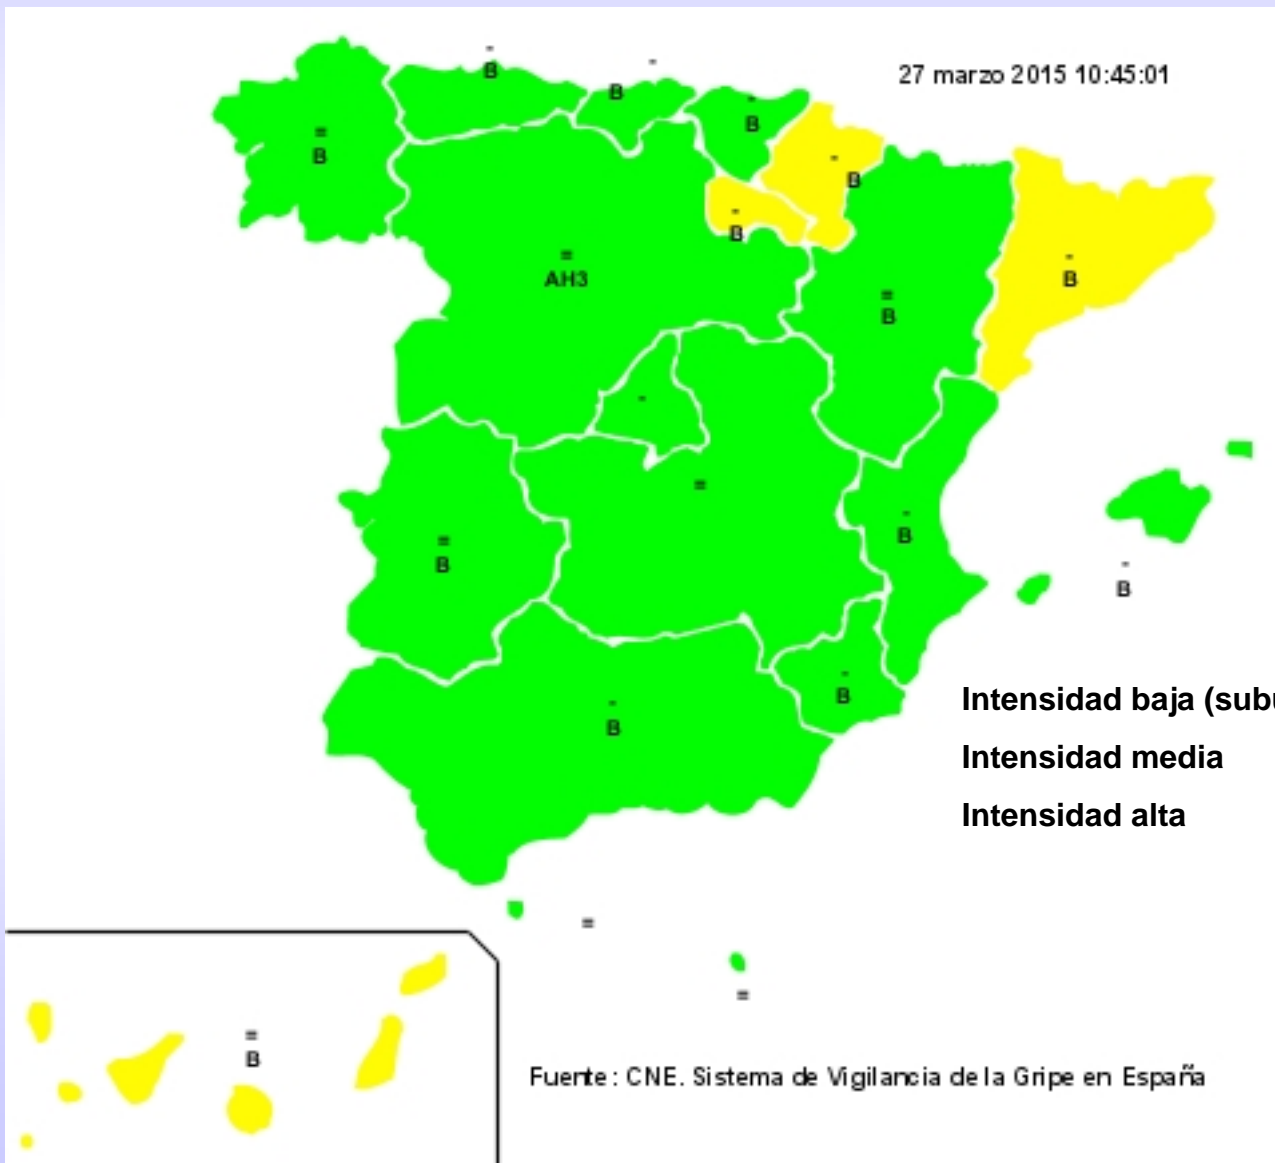 27 marzo 2015 10:45:01
-
B
-
B
-
B
=
B
-
B
-
B
=
AH3
-
B
=
B
-
=
=
B
-
B
-
B
-
B
-
B
Intensidad baja (sub
Intensidad media
Intensidad alta
=
=
=
B
Fuente: CNE. Sistema de Vigilancia de la Gripe en España